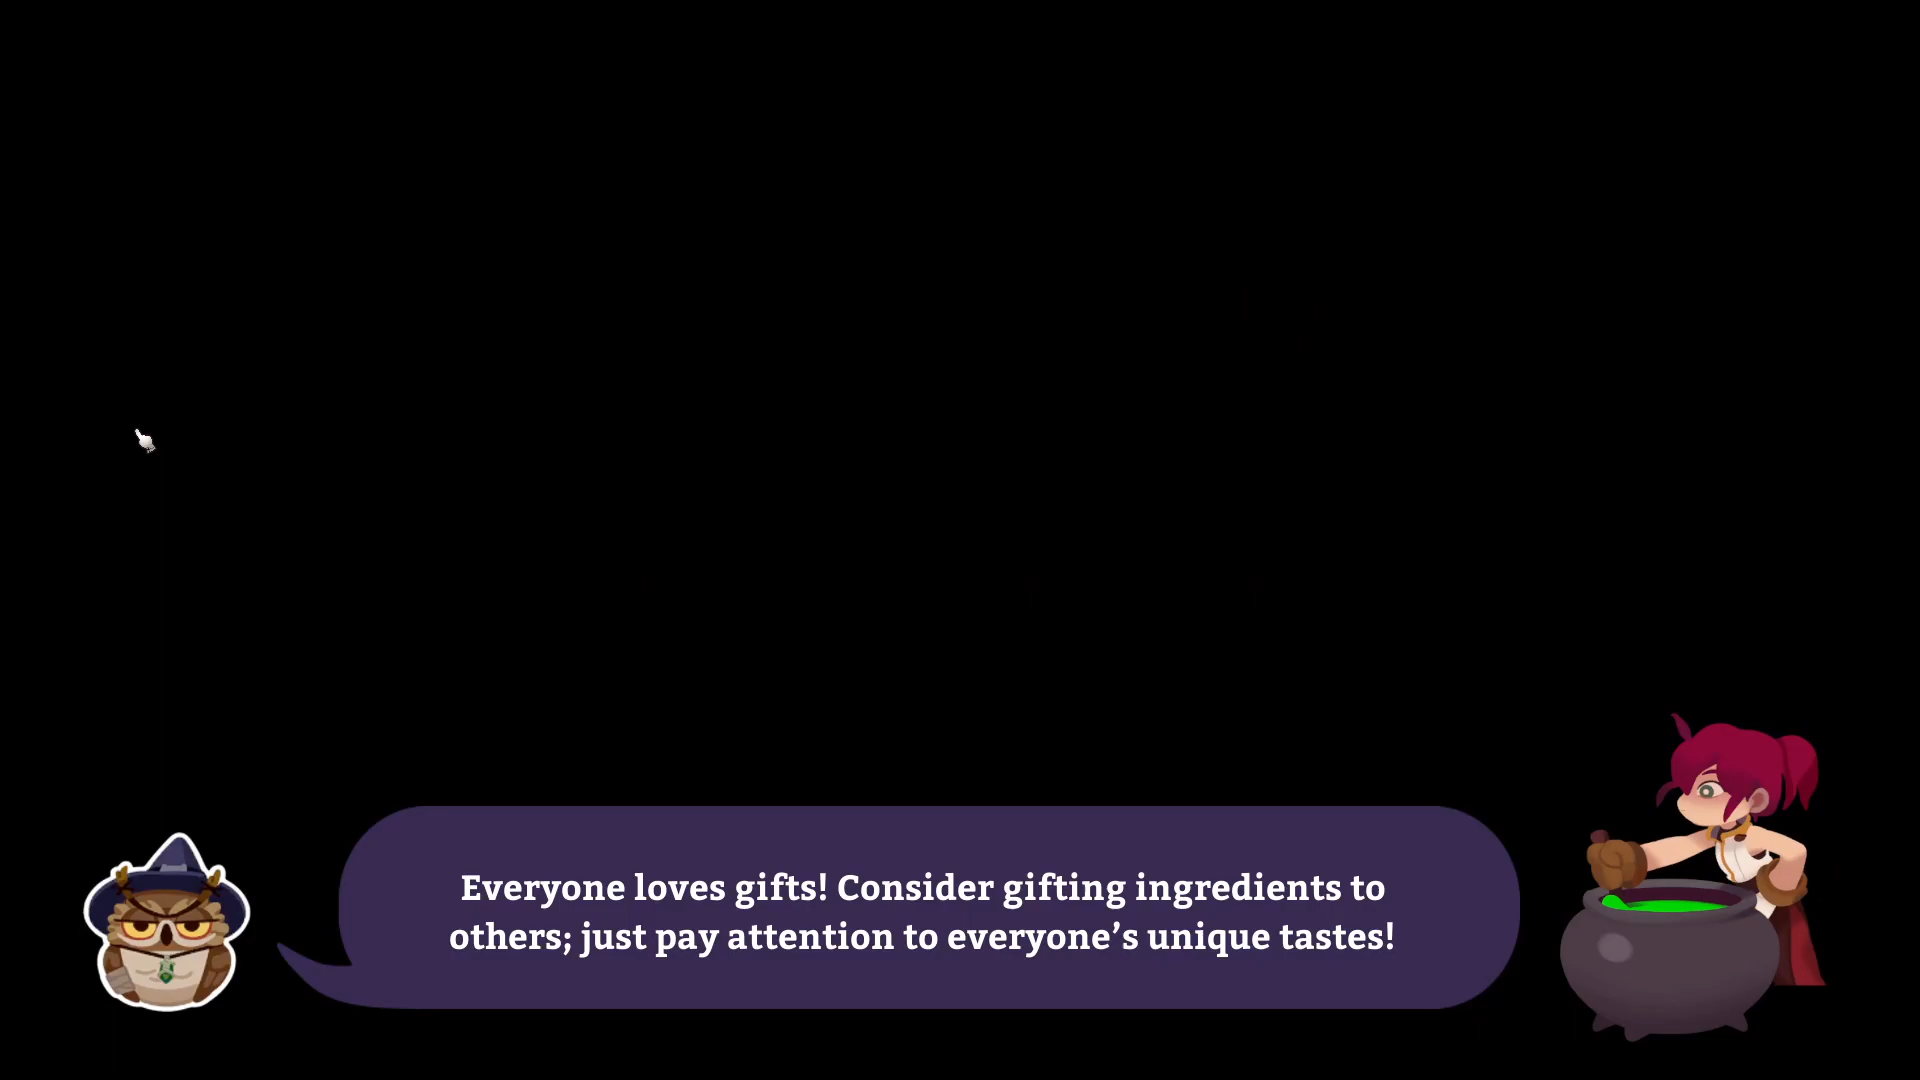 Everyone loves gifts! Consider gifting ingredients to
others; just pay attention to everyone’s unique tastes!